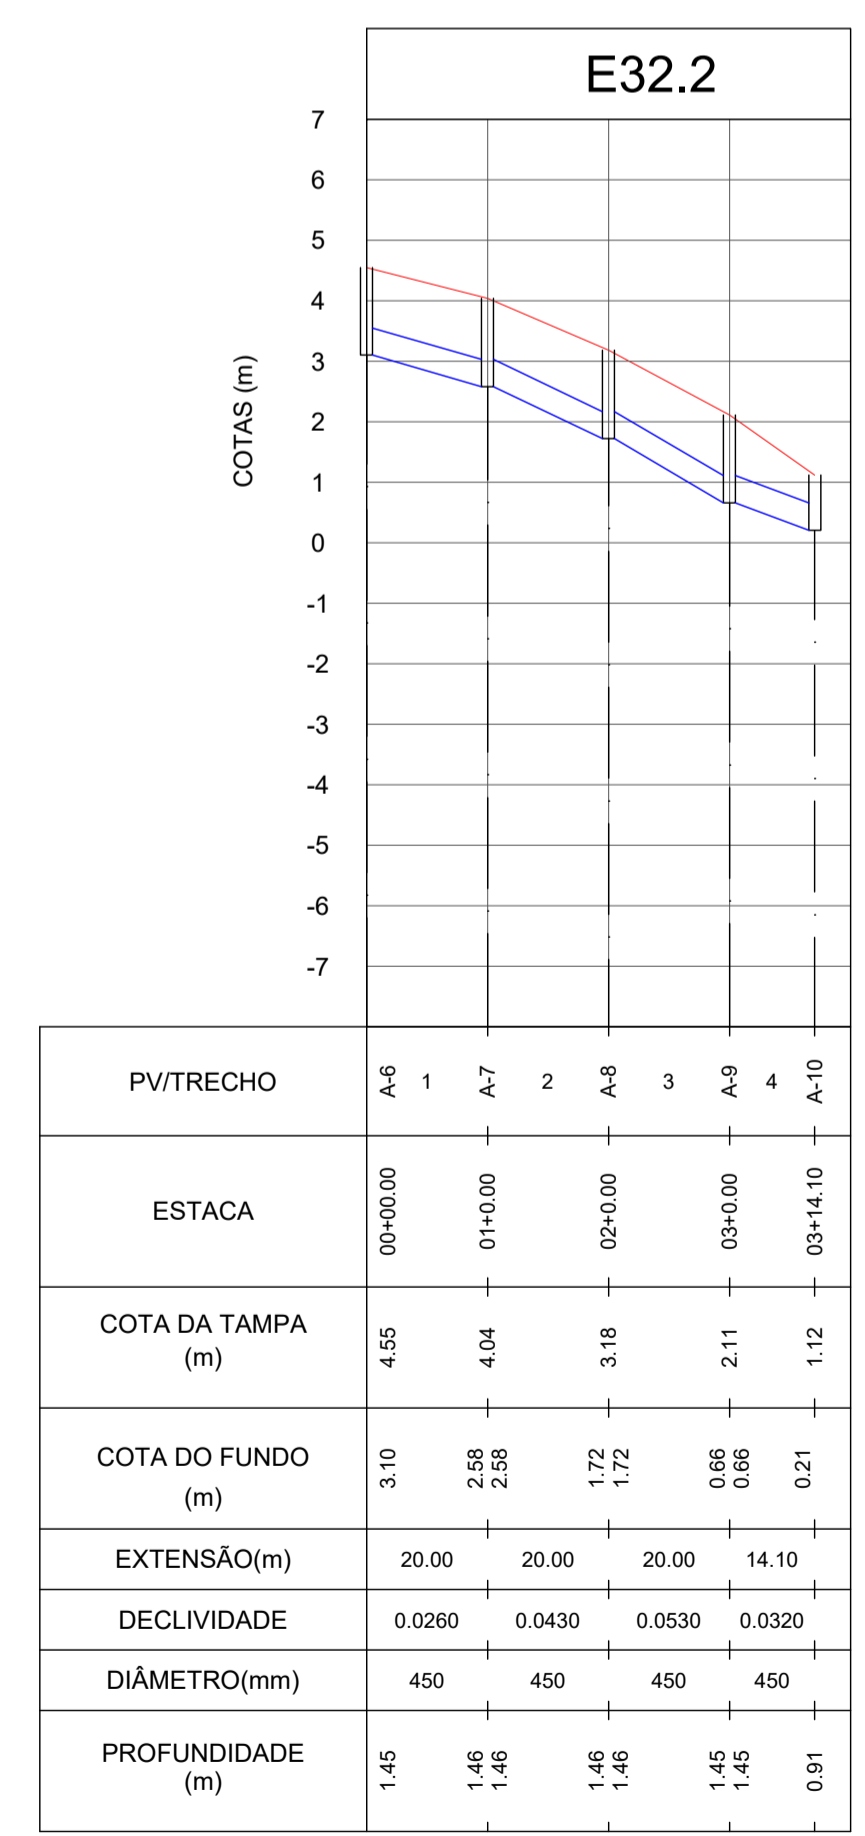 E32.2
7
6
5
4
3
2
1
0
-1
-2
-3
-4
-5
-6
-7
COTAS (m)
PV/TRECHO
A-6 1 A-7 2 A-8 3 A-9 4 A-10
ESTACA
00+00.00 01+0.00 02+0.00 03+0.00 03+14.10
COTA DA TAMPA
(m)
4.55 4.04 3.18 2.11 1.12
COTA DO FUNDO
(m)
3.10 2.58 2.58 1.72 1.72 0.66 0.66 0.21
EXTENSÃO(m)
20.00 20.00 20.00 14.10
DECLIVIDADE
0.0260 0.0430 0.0530 0.0320
DIÂMETRO(mm)
450 450 450 450
PROFUNDIDADE
(m)
1.45 1.46 1.46 1.46 1.46 1.45 1.45 0.91